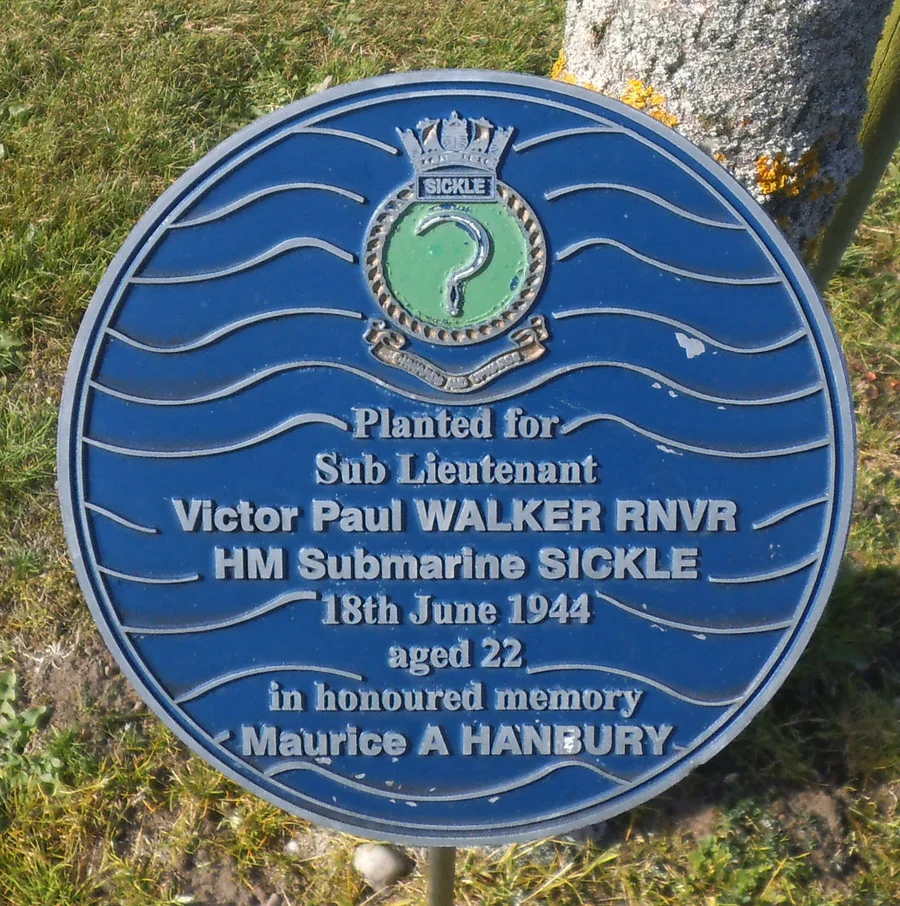 SICKLE
Planted for
Sub Lieutenant
Victor Paul WALKER RNVR
HM Submarine SICKLE
18th June 1944
aged 22
in honoured memory
Maurice A HANBURY